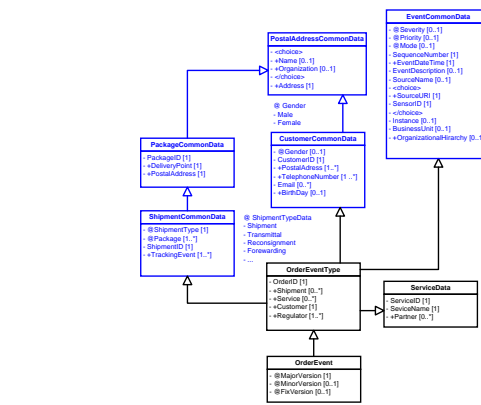 EventCommonData
- @Severity [0..1]
- @Priority [0..1]
- @Mode [0..1]
- SequenceNumber [1]
- +EventDateTime [1]
- EventDescription [0..1]
- SourceName [0..1]
- <choice>
- +SourceURI [1]
- SensorID [1]
- </choice>
- Instance [0..1]
- BusinessUnit [0..1]
- +OrganizationalHirarchy [0..1
PostalAddressCommonData
- <choice>
- +Name [0..1]
- +Organization [0..1]
- </choice>
- +Address [1]
@ Gender
- Male
- Female
PackageCommonData
- PackageID [1]
- +DeliveryPoint [1]
- +PostalAddress [1]
CustomerCommonData
- @Gender [0..1]
- CustomerID [1]
- +PostalAdress [1..*]
- +TelephoneNumber [1 ..*]
- Email [0..*]
- +BirthDay [0..1]
ShipmentCommonData
- @ShipmentType [1]
- @Package [1..*]
- ShipmentID [1]
- +TrackingEvent [1..*]
@ ShipmentTypeData
- Shipment
- Transmittal
- Reconsignment
- Forewarding
- ...
OrderEventType
- OrderID [1]
- +Shipment [0..*]
- +Service [0..*]
- +Customer [1]
- +Regulator [1..*]
ServiceData
- ServiceID [1]
- SeviceName [1]
- +Partner [0..*]
OrderEvent
- @MajorVersion [1]
- @MinorVersion [0..1]
- @FixVersion [0..1]